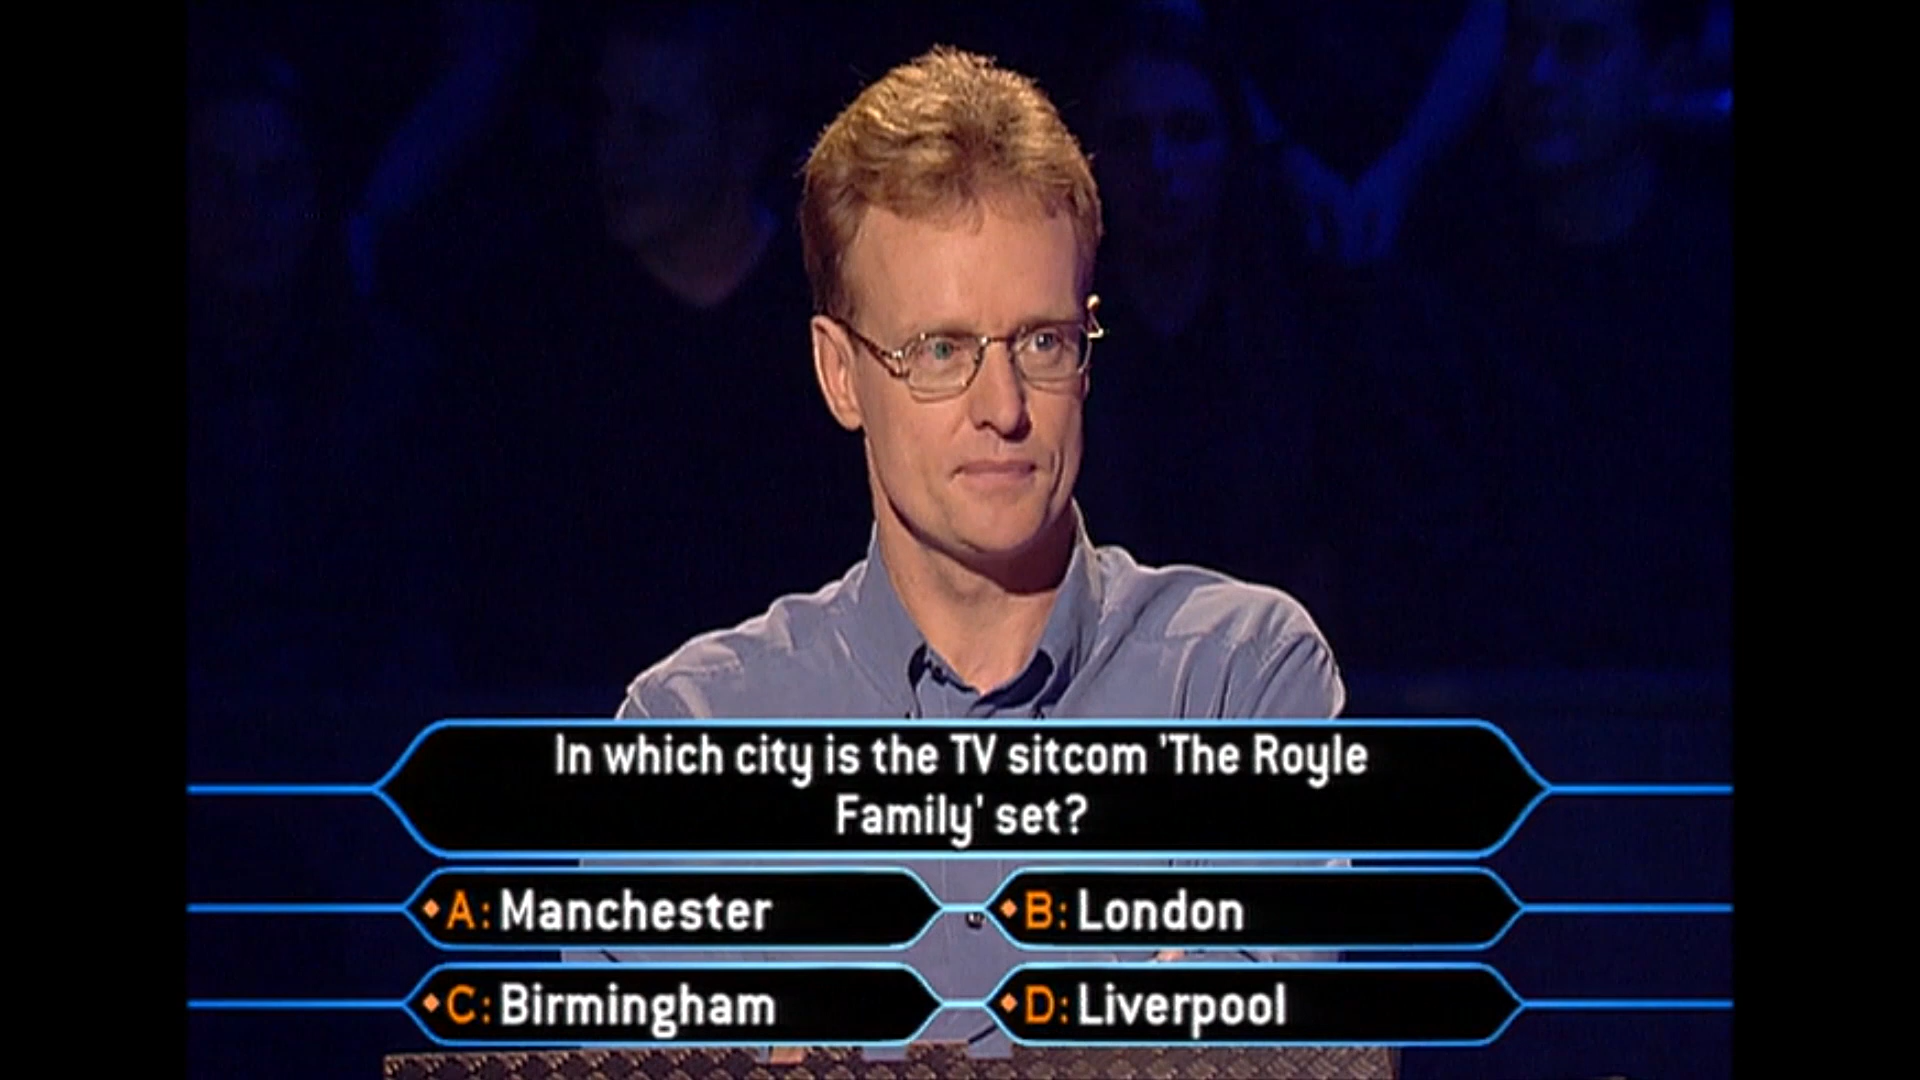 In which city is the TV sitcom 'The Royle
Family' set?
A: Manchester
B: London
C: Birmingham
D: Liverpool